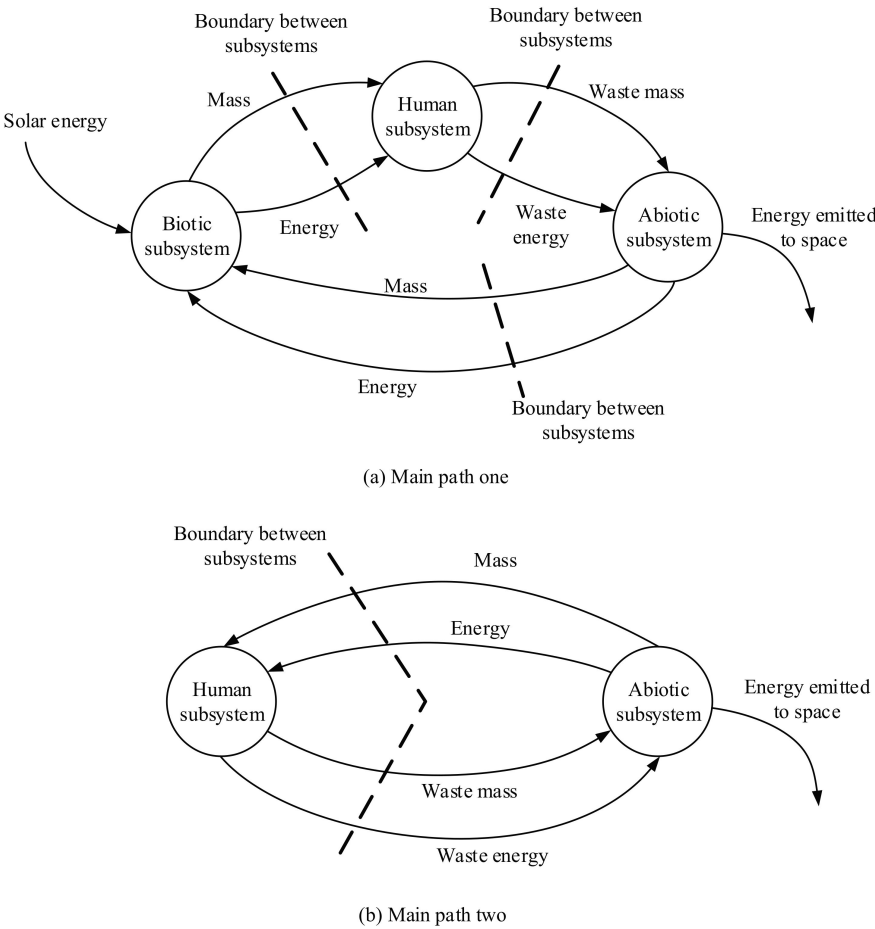 Boundary between
subsystems
Boundary between
subsystems
Mass
Human
subsystem
Waste mass
Solar energy
Biotic
subsystem
Energy
Waste
energy
Abiotic
subsystem
Energy emitted
to space
Mass
Energy
Boundary between
subsystems
(a) Main path one
Boundary between
subsystems
Mass
Energy
Human
subsystem
Abiotic
subsystem
Energy emitted
to space
Waste mass
Waste energy
(b) Main path two